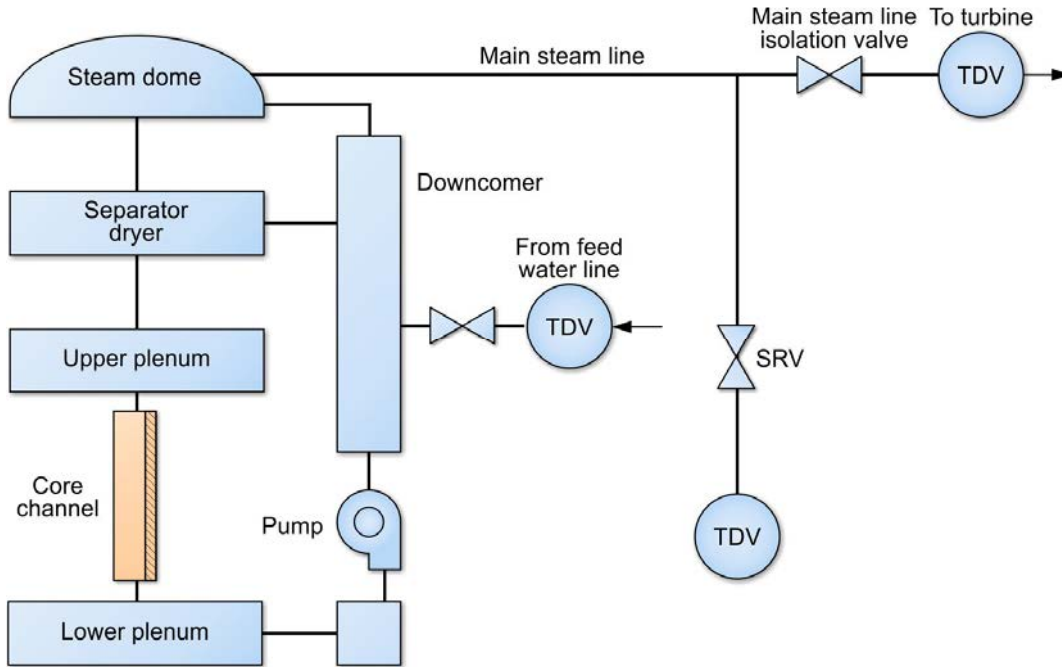 Main steam line
isolation valve
To turbine
Main steam line
Steam dome
TDV
Downcomer
Separator
dryer
From feed
water line
TDV
Upper plenum
SRV
Core
channel
Pump
TDV
Lower plenum